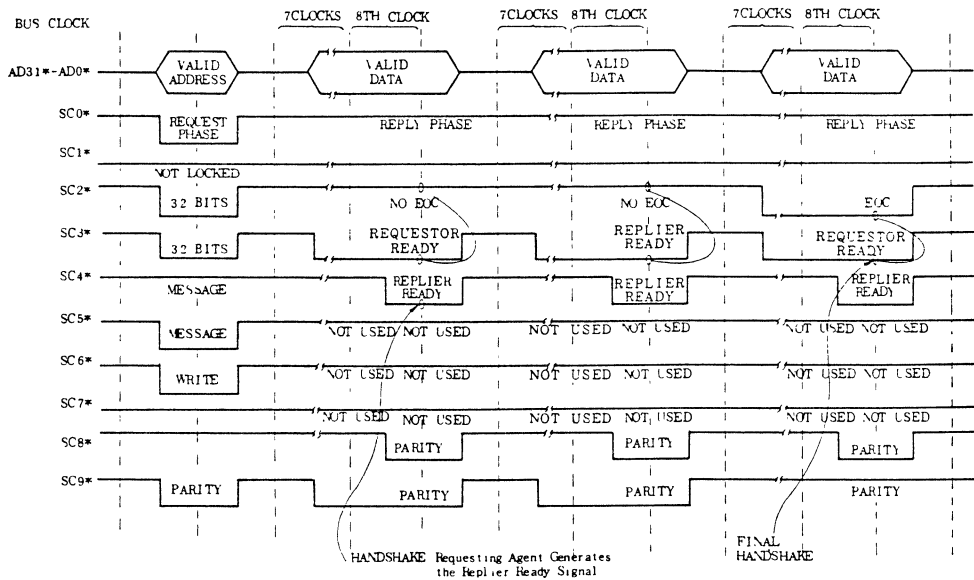 7CLOCKS 8TH CLOCK 7CLOCKS 8TH CLOCK 7CLOCKS 8TH CLOCK
BUS CLOCK
AD31*-AD0* VALID ADDRESS VALID DATA VALID DATA VALID DATA
SC0* REQUEST PHASE REPLY PHASE REPLY PHASE REPLY PHASE
SC1*
NOT LOCKED
SC2* 32 BITS NO EOC NO EOC EOC
SC3* 32 BITS REQUESTOR READY REPLIER READY REQUESTOR READY
SC4* MESSAGE REPLIER READY REPLIER READY REPLIER READY
SC5* MESSAGE NOT USED NOT USED NOT USED NOT USED NOT USED NOT USED
SC6* WRITE NOT USED NOT USED NOT USED NOT USED NOT USED NOT USED
SC7* NOT USED NOT USED NOT USED NOT USED NOT USED NOT USED
SC8* PARITY PARITY PARITY
SC9* PARITY PARITY PARITY PARITY
HANDSHAKE Requesting Agent Generates
the Replier Ready Signal
FINAL
HANDSHAKE